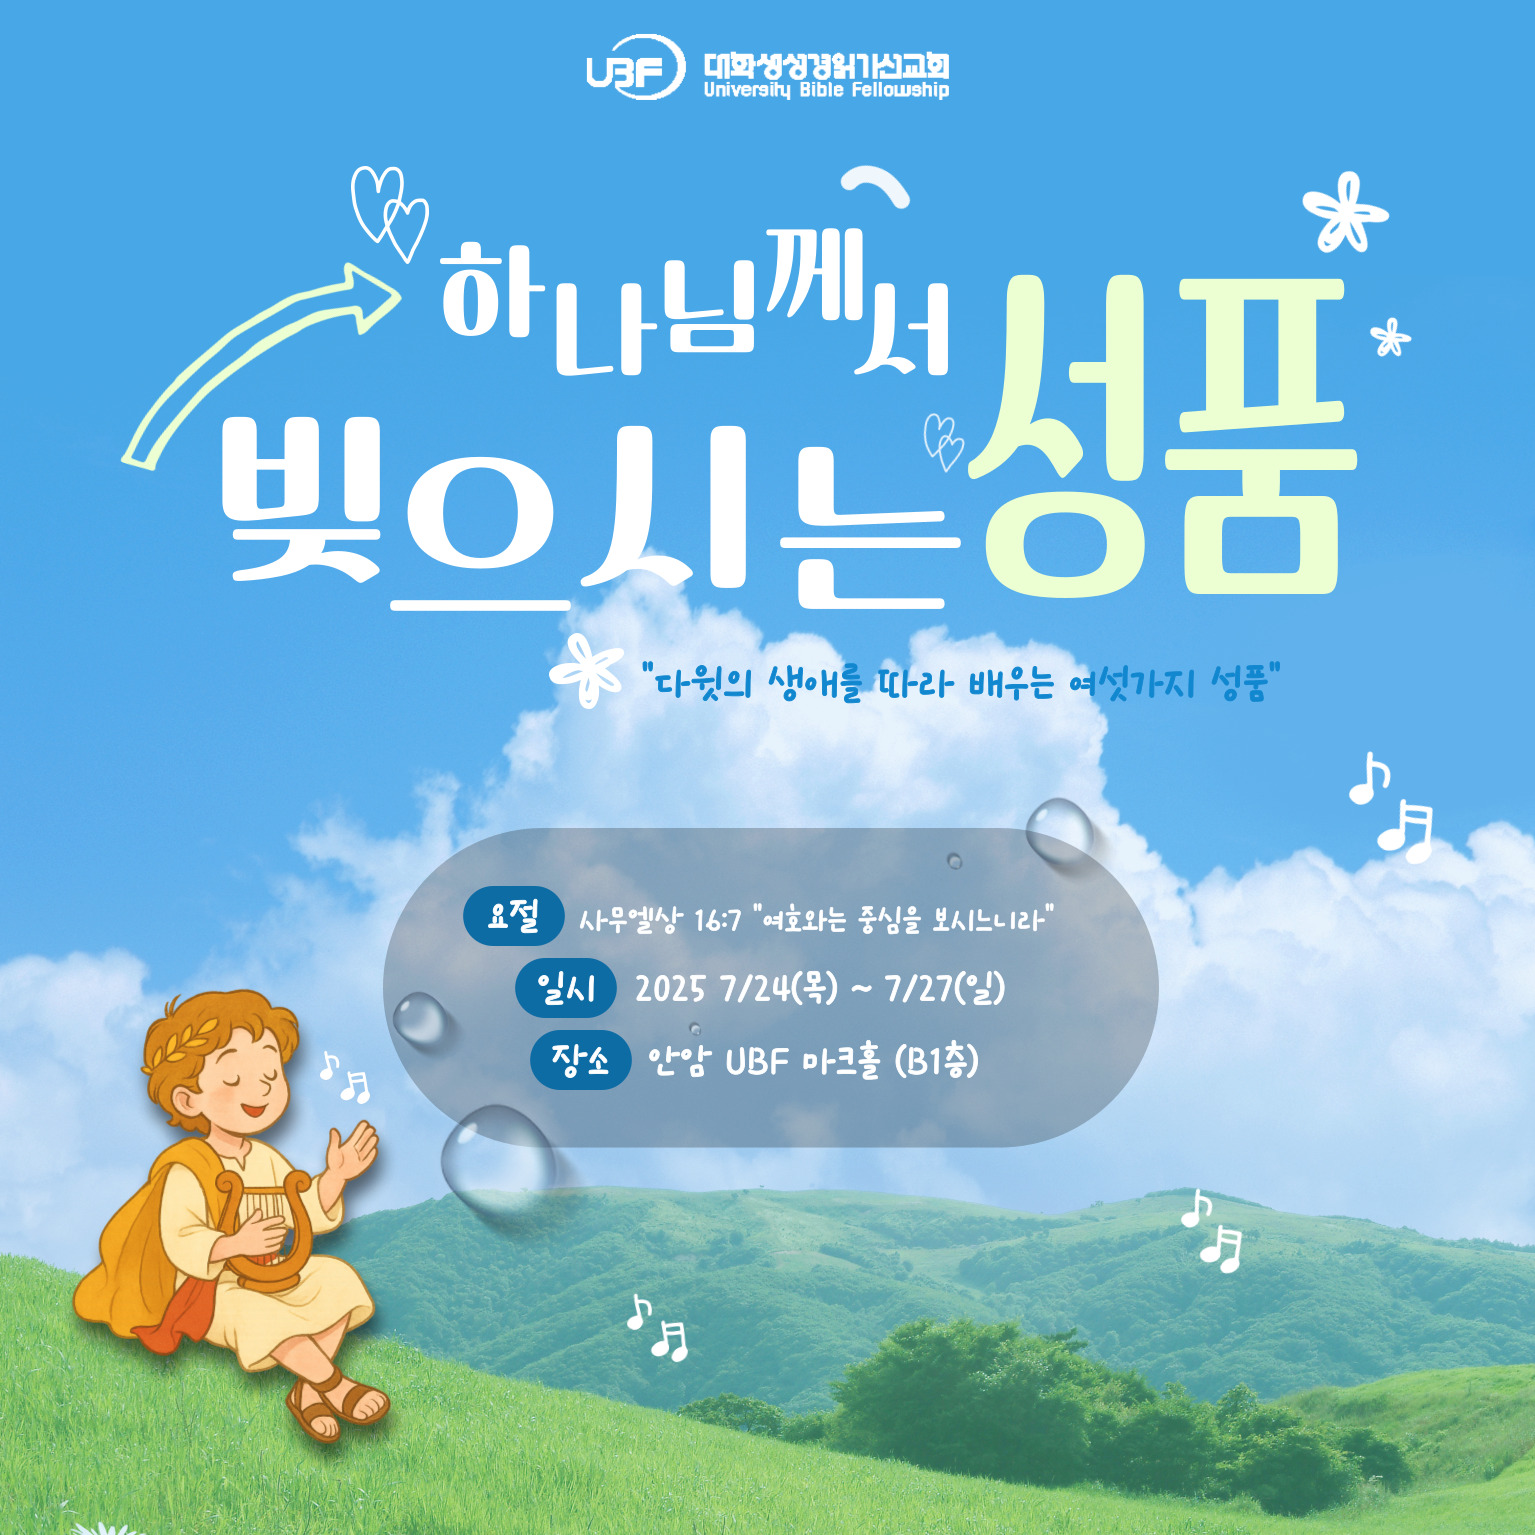 UBF 대학생성경읽기선교회
University Bible Fellowship
하나님께서
빚으시는 성품
"다윗의 생애를 따라 배우는 여섯가지 성품"
요절 사무엘상 16:7 "여호와는 중심을 보시느니라"
일시 2025 7/24(목) ~ 7/27(일)
장소 안암 UBF 마크홀 (B1층)